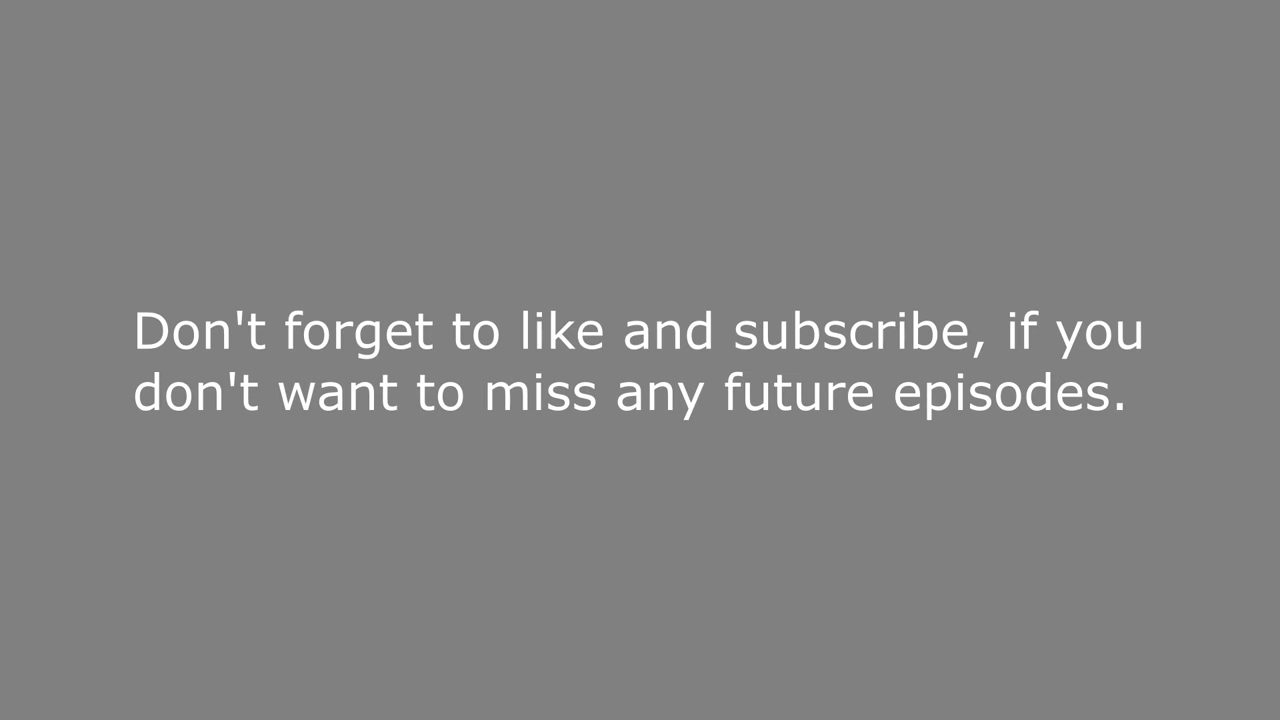 Don't forget to like and subscribe, if you
don't want to miss any future episodes.